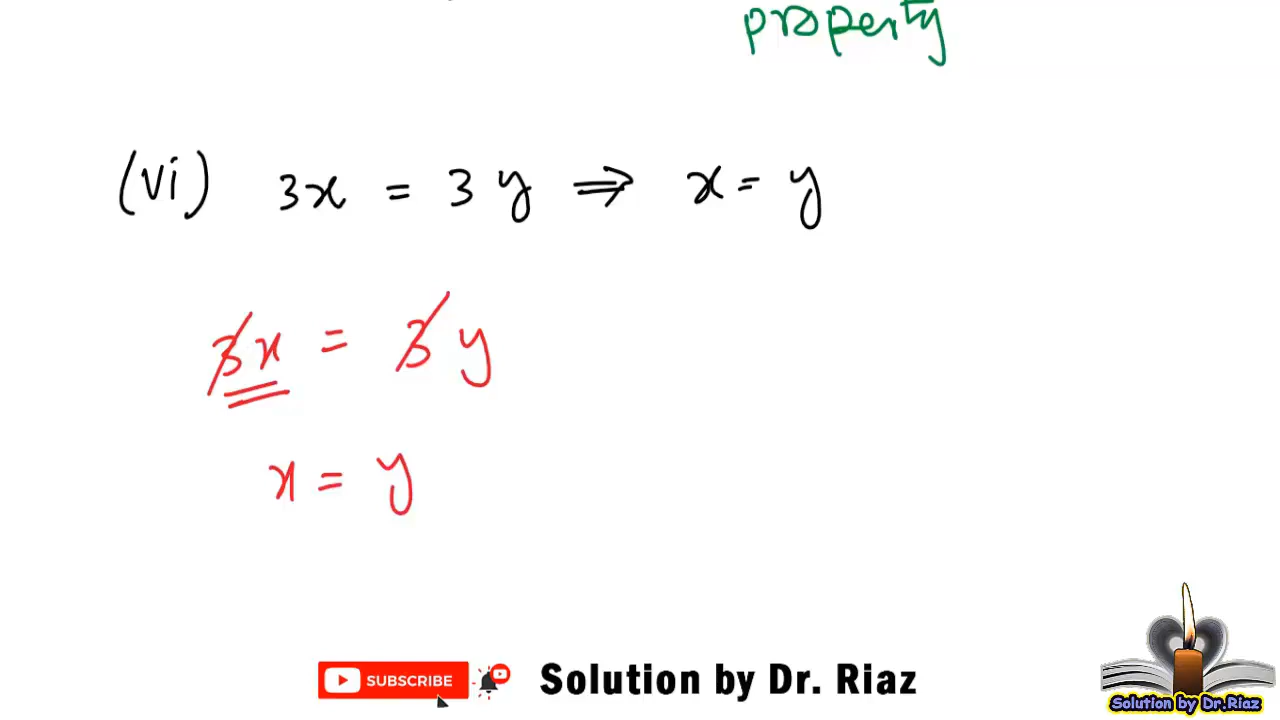 property
(vi) 3x = 3y ⇒ x = y
3x = 3y
x = y
SUBSCRIBE
Solution by Dr. Riaz
Solution by Dr.Riaz